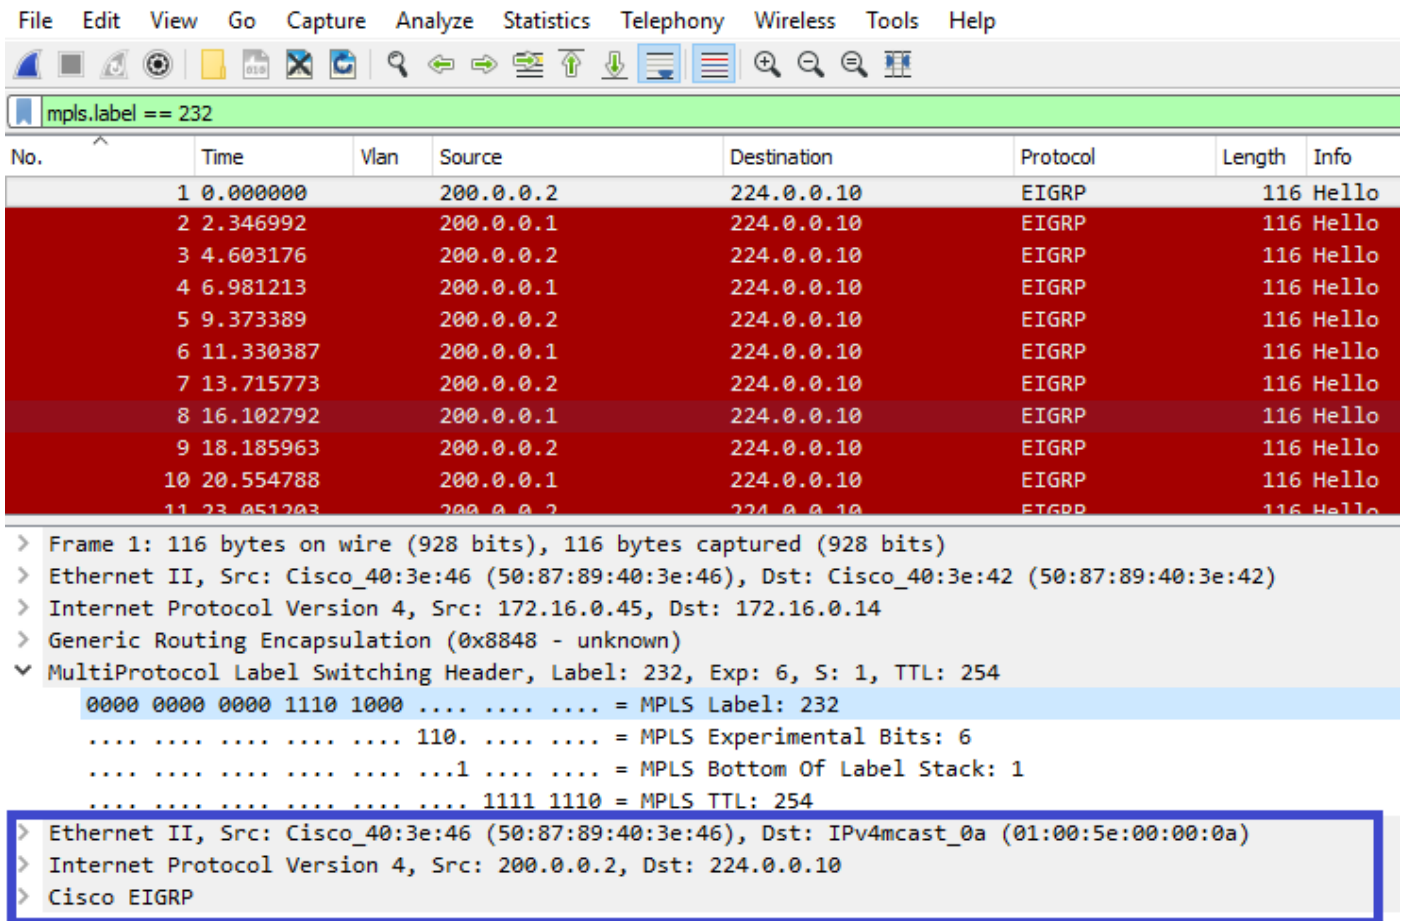 File Edit View Go Capture Analyze Statistics Telephony Wireless Tools Help
mpls.label == 232
No. Time Vlan Source Destination Protocol Length Info
1 0.000000 200.0.0.2 224.0.0.10 EIGRP 116 Hello
2 2.346992 200.0.0.1 224.0.0.10 EIGRP 116 Hello
3 4.603176 200.0.0.2 224.0.0.10 EIGRP 116 Hello
4 6.981213 200.0.0.1 224.0.0.10 EIGRP 116 Hello
5 9.373389 200.0.0.2 224.0.0.10 EIGRP 116 Hello
6 11.330387 200.0.0.1 224.0.0.10 EIGRP 116 Hello
7 13.715773 200.0.0.2 224.0.0.10 EIGRP 116 Hello
8 16.102792 200.0.0.1 224.0.0.10 EIGRP 116 Hello
9 18.185963 200.0.0.2 224.0.0.10 EIGRP 116 Hello
10 20.554788 200.0.0.1 224.0.0.10 EIGRP 116 Hello
11 23.051203 200.0.0.2 224.0.0.10 EIGRP 116 Hello
Frame 1: 116 bytes on wire (928 bits), 116 bytes captured (928 bits)
Ethernet II, Src: Cisco_40:3e:46 (50:87:89:40:3e:46), Dst: Cisco_40:3e:42 (50:87:89:40:3e:42)
Internet Protocol Version 4, Src: 172.16.0.45, Dst: 172.16.0.14
Generic Routing Encapsulation (0x8848 - unknown)
MultiProtocol Label Switching Header, Label: 232, Exp: 6, S: 1, TTL: 254
0000 0000 0000 1110 1000 .... .... .... = MPLS Label: 232
.... .... .... .... .... 110. .... .... = MPLS Experimental Bits: 6
.... .... .... .... .... ...1 .... .... = MPLS Bottom Of Label Stack: 1
.... .... .... .... .... .... 1111 1110 = MPLS TTL: 254
Ethernet II, Src: Cisco_40:3e:46 (50:87:89:40:3e:46), Dst: IPv4mcast_0a (01:00:5e:00:00:0a)
Internet Protocol Version 4, Src: 200.0.0.2, Dst: 224.0.0.10
Cisco EIGRP